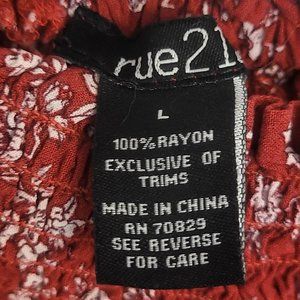 rue21
L
100% RAYON
EXCLUSIVE OF
TRIMS
MADE IN CHINA
RN 70829
SEE REVERSE
FOR CARE